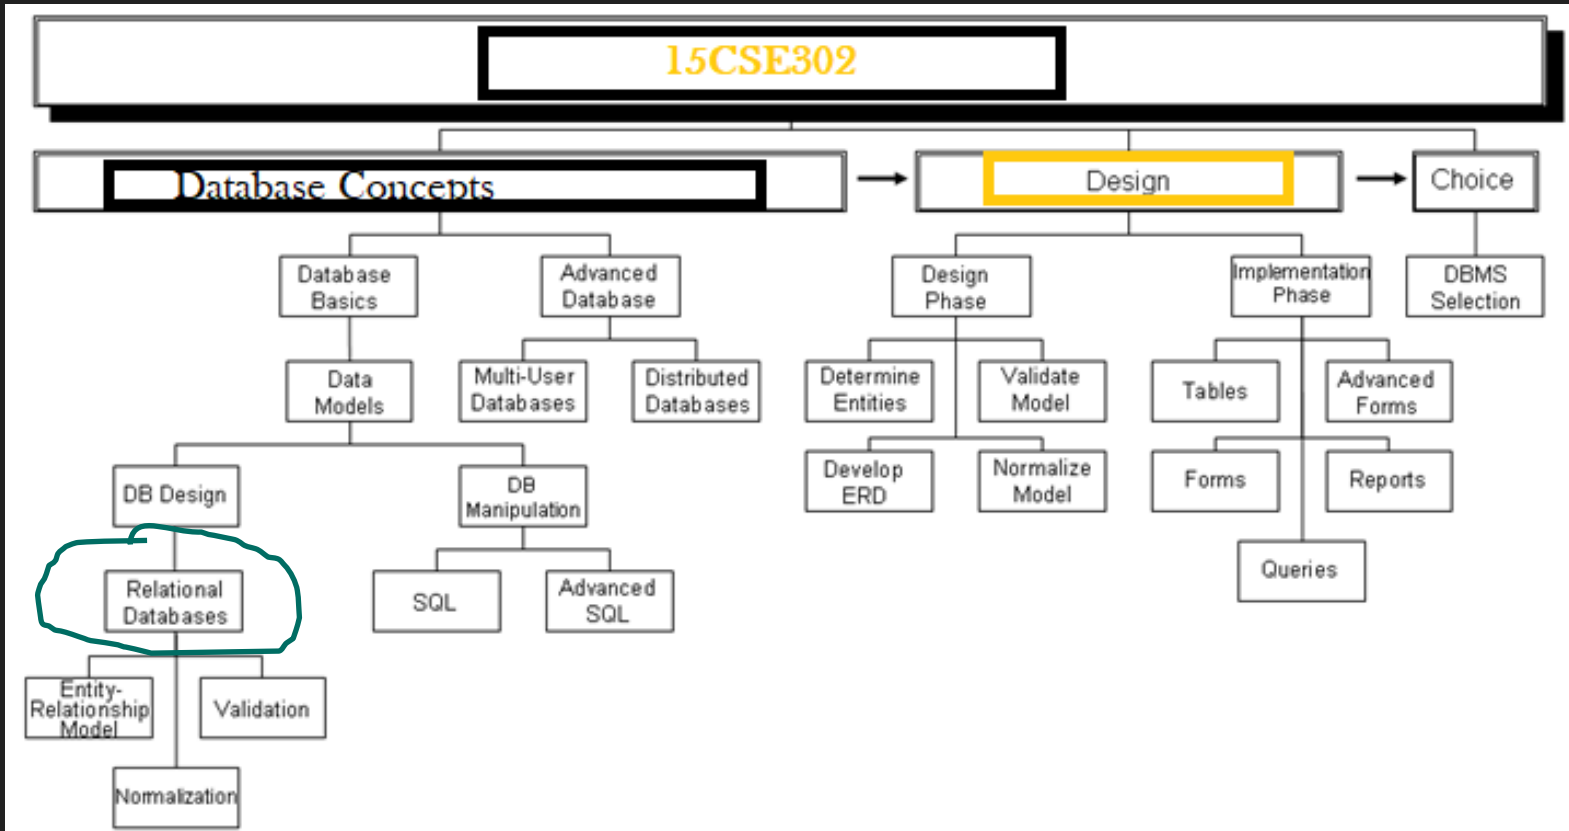 15CSE302
Database Concepts
Design
Choice
Database
Basics
Advanced
Database
Design
Phase
Implementation
Phase
DBMS
Selection
Data
Models
Multi-User
Databases
Distributed
Databases
Determine
Entities
Validate
Model
Tables
Advanced
Forms
DB Design
DB
Manipulation
Develop
ERD
Normalize
Model
Forms
Reports
Relational
Databases
SQL
Advanced
SQL
Queries
Entity-
Relationship
Model
Validation
Normalization